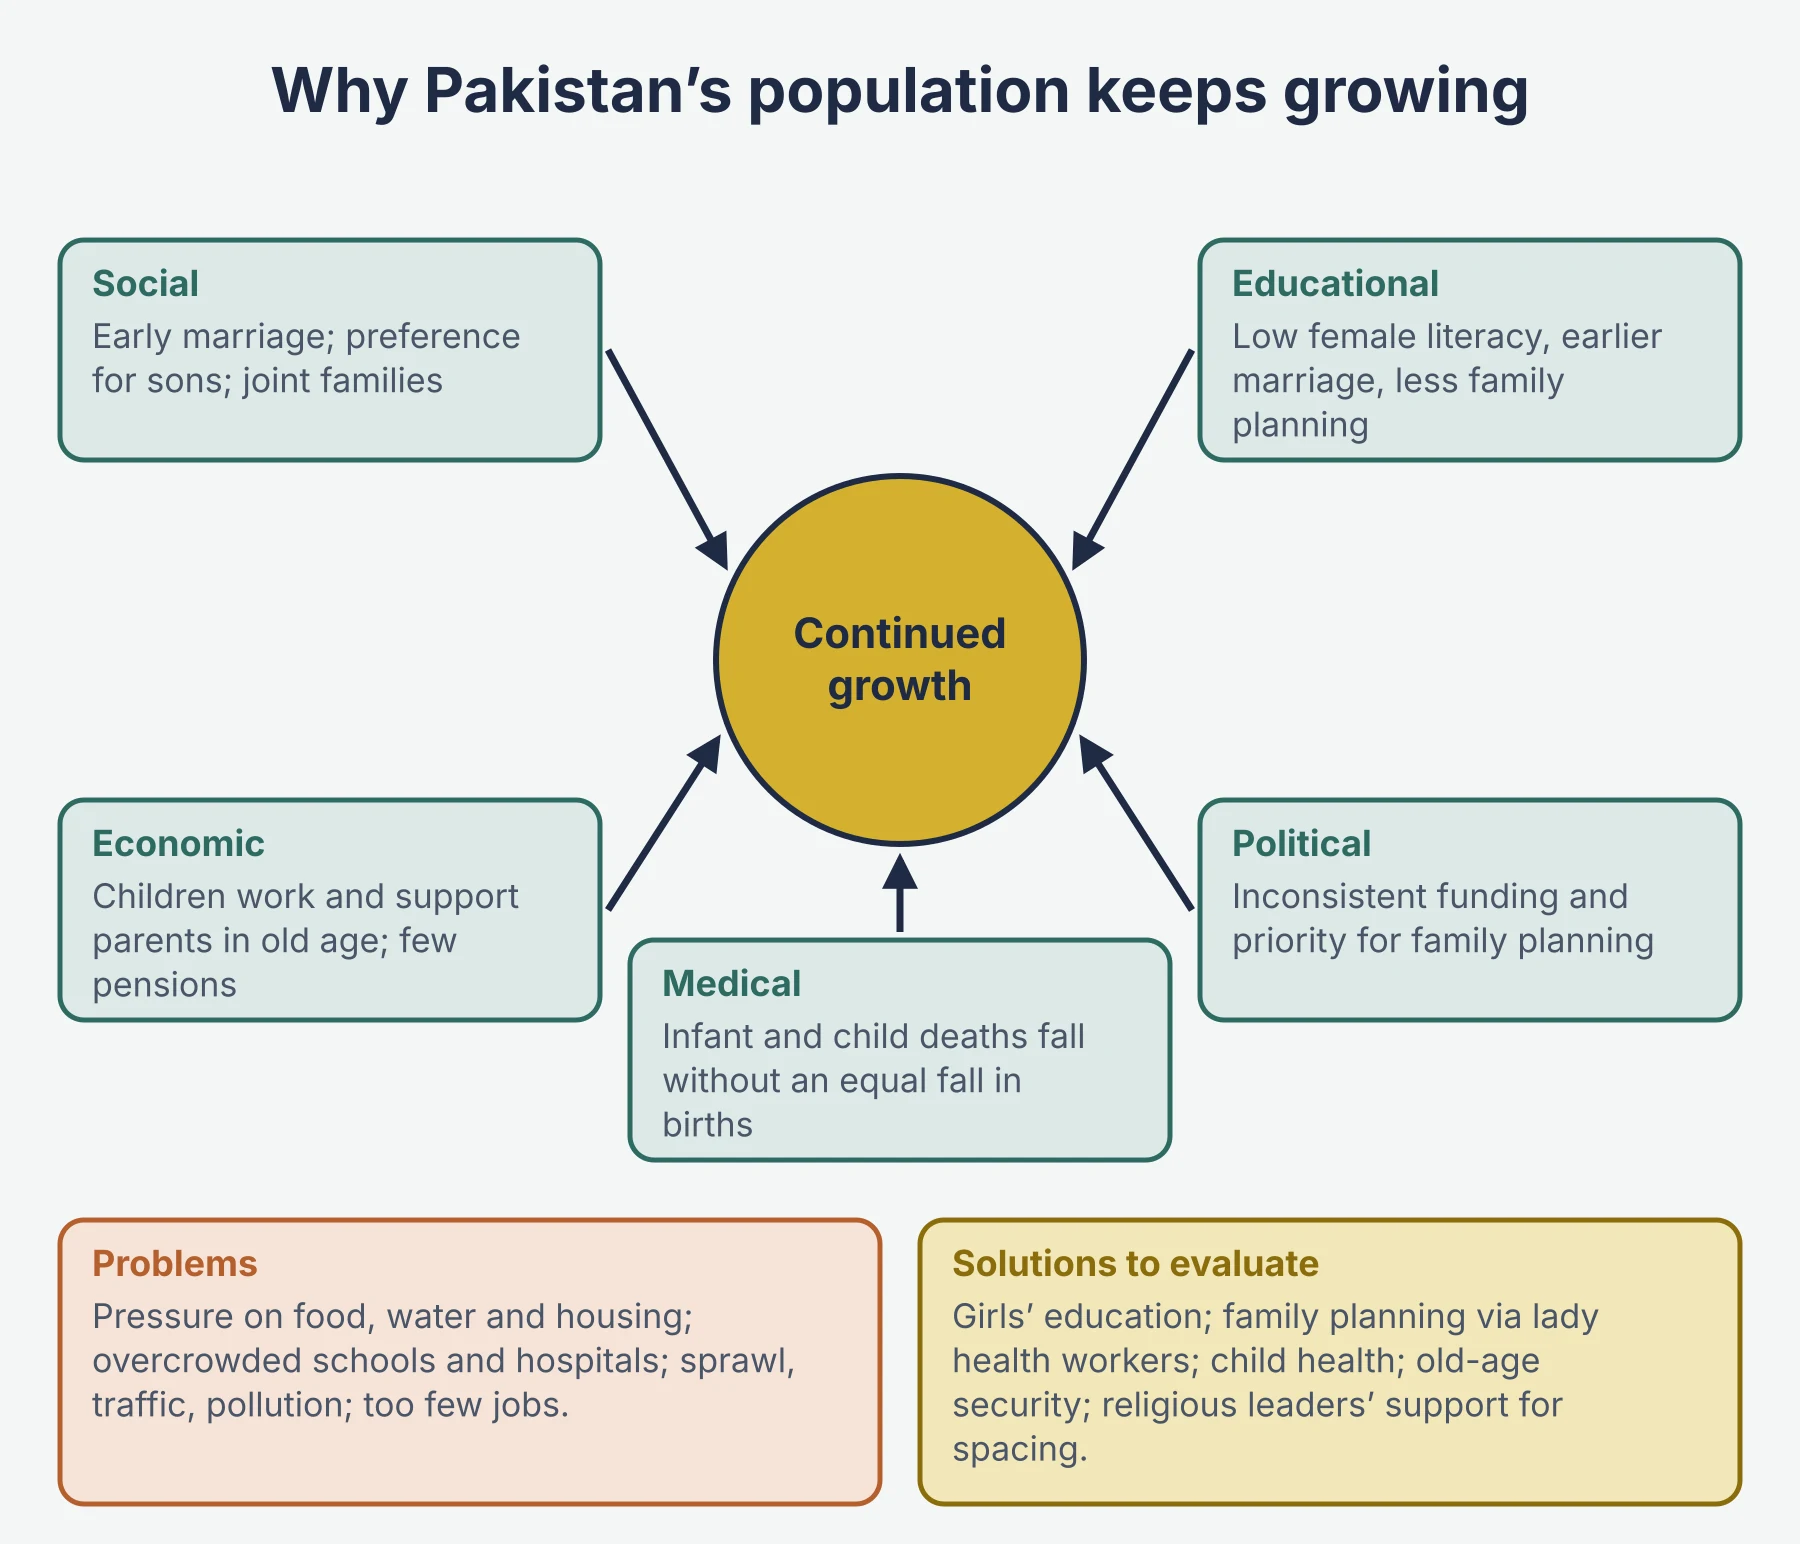 Why Pakistan’s population keeps growing
Social
Early marriage; preference
for sons; joint families
Educational
Low female literacy, earlier
marriage, less family
planning
Continued
growth
Economic
Children work and support
parents in old age; few
pensions
Political
Inconsistent funding and
priority for family planning
Medical
Infant and child deaths fall
without an equal fall in
births
Problems
Pressure on food, water and housing;
overcrowded schools and hospitals; sprawl,
traffic, pollution; too few jobs.
Solutions to evaluate
Girls’ education; family planning via lady
health workers; child health; old-age
security; religious leaders’ support for
spacing.